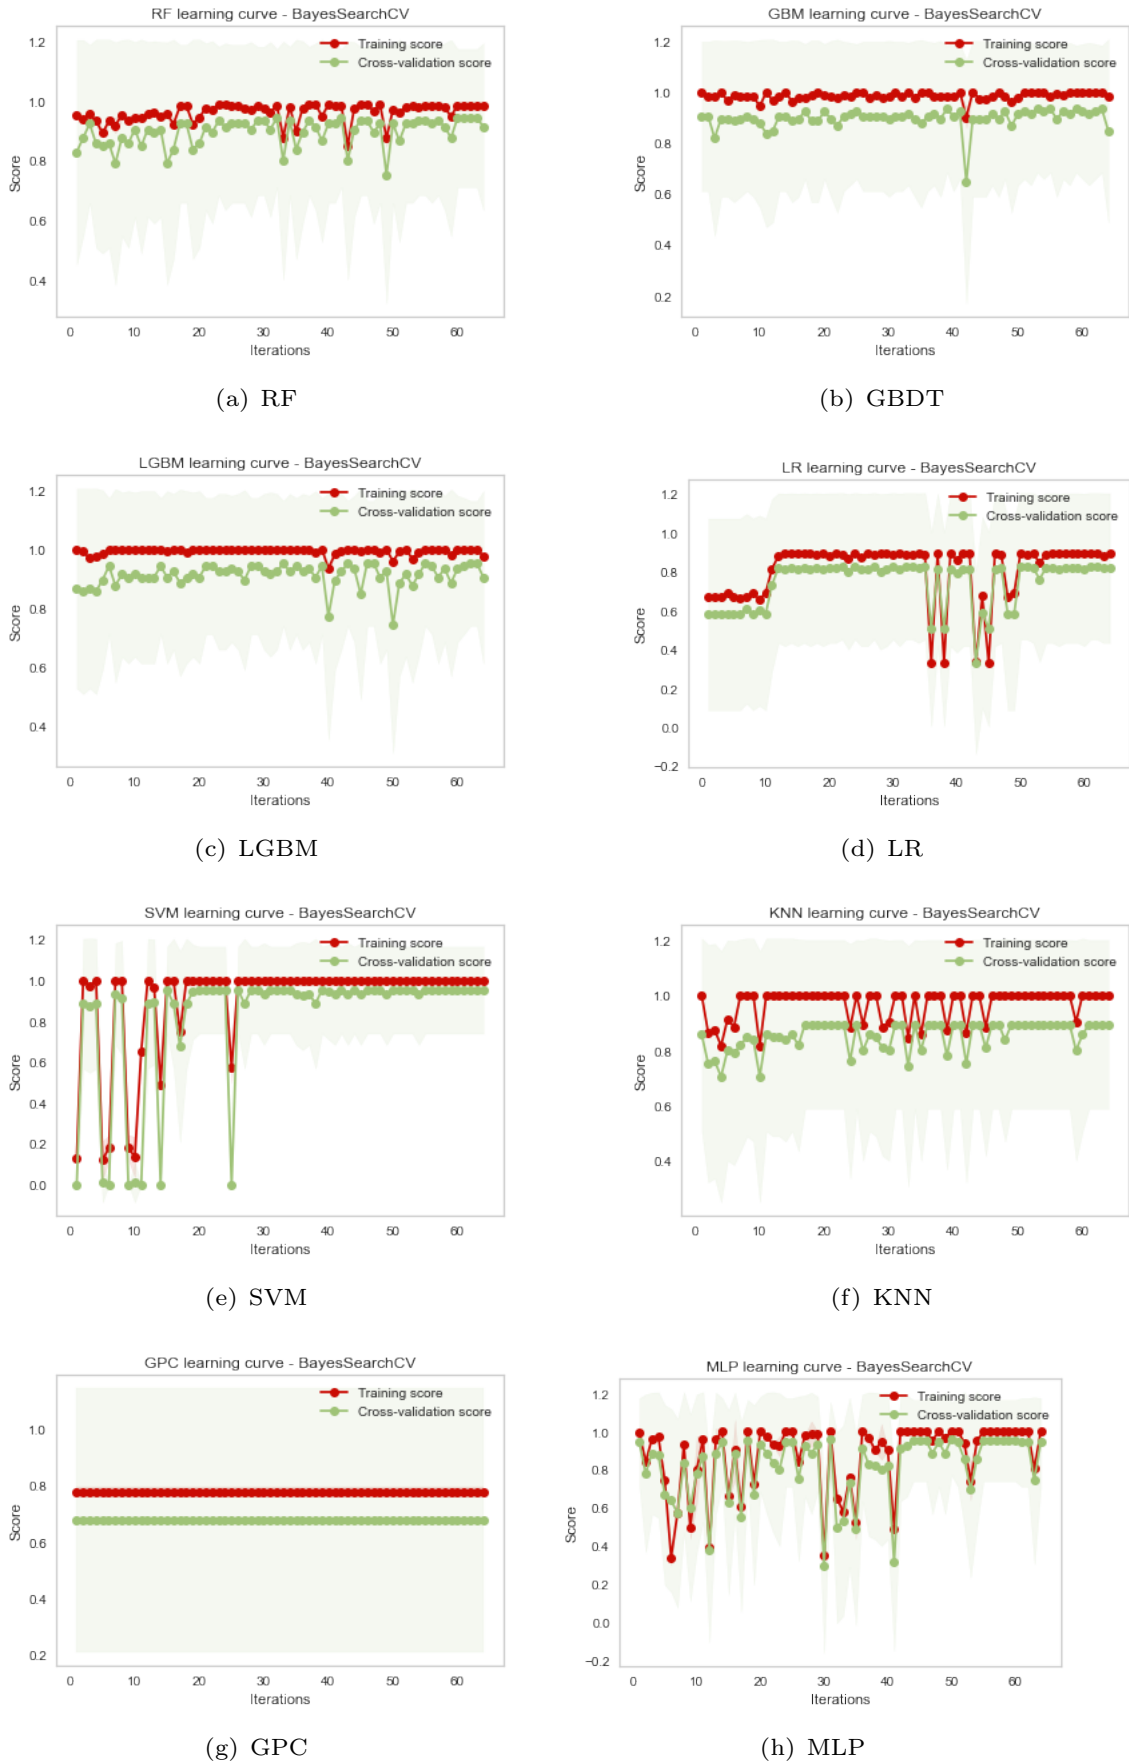 RF learning curve - BayesSearchCV
Training score
Cross-validation score
1.2
1.0
0.8
0.6
0.4
Score
0 10 20 30 40 50 60
Iterations
(a) RF
GBM learning curve - BayesSearchCV
Training score
Cross-validation score
1.2
1.0
0.8
0.6
0.4
0.2
Score
0 10 20 30 40 50 60
Iterations
(b) GBDT
LGBM learning curve - BayesSearchCV
Training score
Cross-validation score
1.2
1.0
0.8
0.6
0.4
Score
0 10 20 30 40 50 60
Iterations
(c) LGBM
LR learning curve - BayesSearchCV
Training score
Cross-validation score
1.2
1.0
0.8
0.6
0.4
0.2
0.0
−0.2
Score
0 10 20 30 40 50 60
Iterations
(d) LR
SVM learning curve - BayesSearchCV
Training score
Cross-validation score
1.2
1.0
0.8
0.6
0.4
0.2
0.0
Score
0 10 20 30 40 50 60
Iterations
(e) SVM
KNN learning curve - BayesSearchCV
Training score
Cross-validation score
1.2
1.0
0.8
0.6
0.4
Score
0 10 20 30 40 50 60
Iterations
(f) KNN
GPC learning curve - BayesSearchCV
Training score
Cross-validation score
1.0
0.8
0.6
0.4
0.2
Score
0 10 20 30 40 50 60
Iterations
(g) GPC
MLP learning curve - BayesSearchCV
Training score
Cross-validation score
1.2
1.0
0.8
0.6
0.4
0.2
0.0
−0.2
Score
0 10 20 30 40 50 60
Iterations
(h) MLP